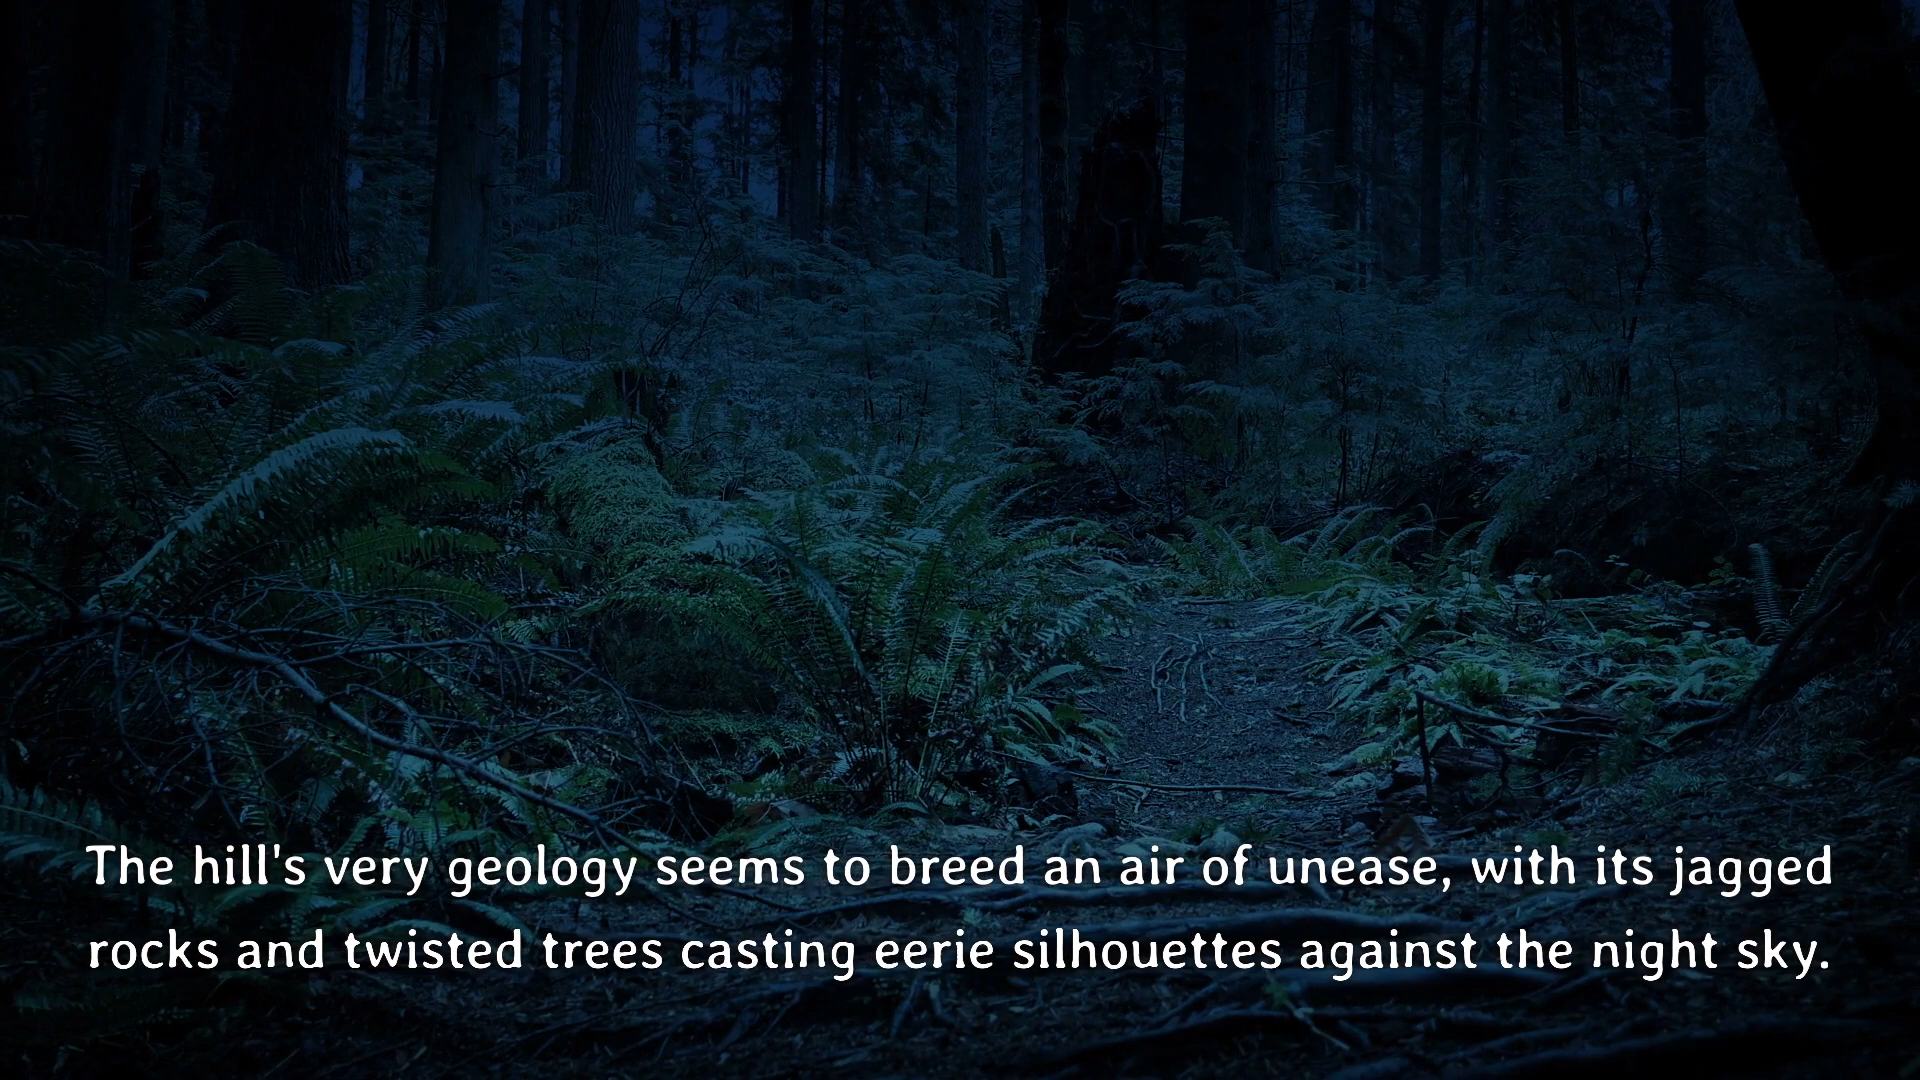 The hill's very geology seems to breed an air of unease, with its jagged
rocks and twisted trees casting eerie silhouettes against the night sky.